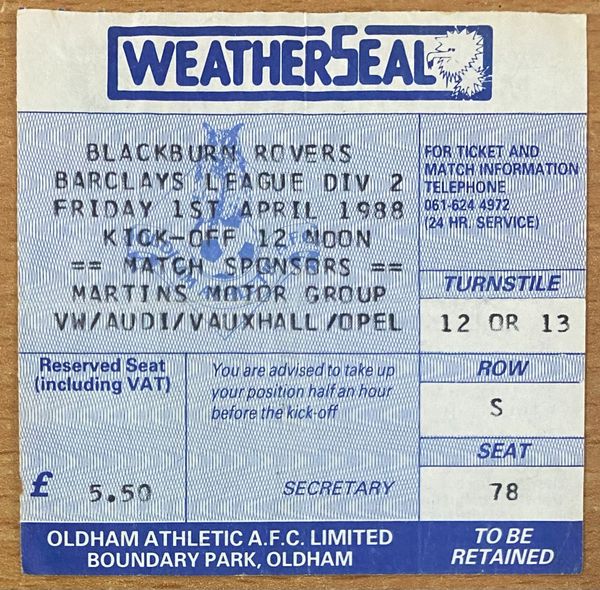 WEATHERSEAL
BLACKBURN ROVERS
BARCLAYS LEAGUE DIV 2
FRIDAY 1ST APRIL 1988
KICK-OFF 12 NOON
== MATCH SPONSORS ==
MARTINS MOTOR GROUP
VW/AUDI/VAUXHALL/OPEL
FOR TICKET AND
MATCH INFORMATION
TELEPHONE
061-624 4972
(24 HR. SERVICE)
TURNSTILE
12 OR 13
ROW
S
SEAT
78
Reserved Seat
(including VAT)
£ 5.50
You are advised to take up
your position half an hour
before the kick-off
SECRETARY
OLDHAM ATHLETIC A.F.C. LIMITED
BOUNDARY PARK, OLDHAM
TO BE
RETAINED